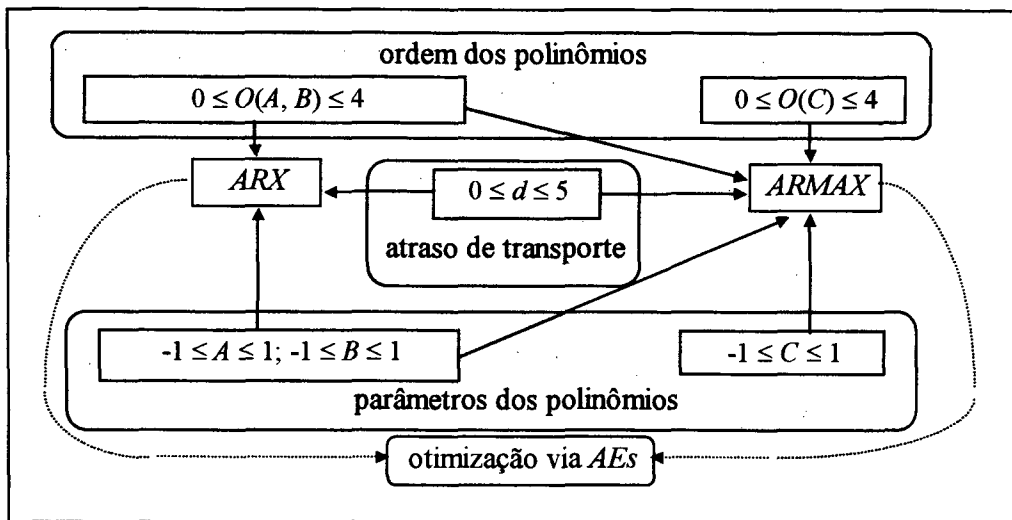 ordem dos polinômios
0 ≤ O(A, B) ≤ 4
0 ≤ O(C) ≤ 4
ARX
0 ≤ d ≤ 5
ARMAX
atraso de transporte
-1 ≤ A ≤ 1; -1 ≤ B ≤ 1
-1 ≤ C ≤ 1
parâmetros dos polinômios
otimização via AEs